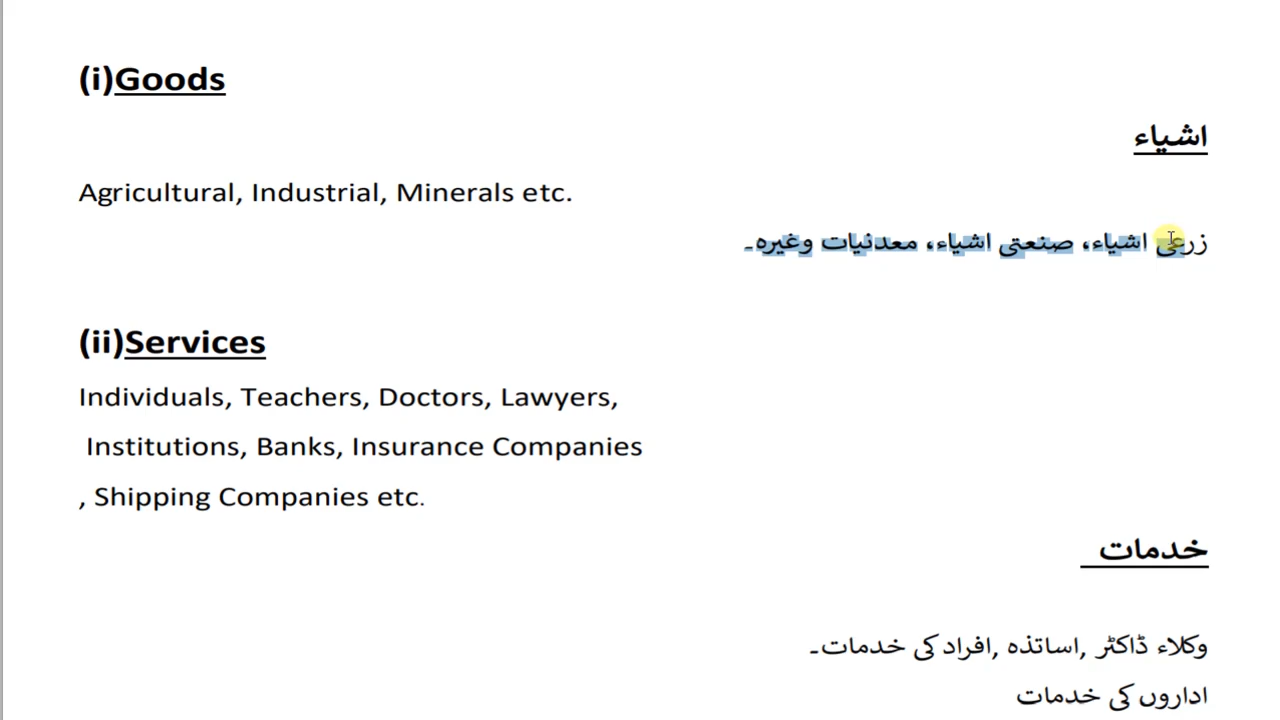 (i)Goods
اشیاء
Agricultural, Industrial, Minerals etc.
زرعی اشیاء، صنعتی اشیاء، معدنیات وغیرہ۔
(ii)Services
Individuals, Teachers, Doctors, Lawyers,
Institutions, Banks, Insurance Companies
, Shipping Companies etc.
خدمات
وکلاء ڈاکٹر ,اساتذہ ,افراد کی خدمات۔
اداروں کی خدمات